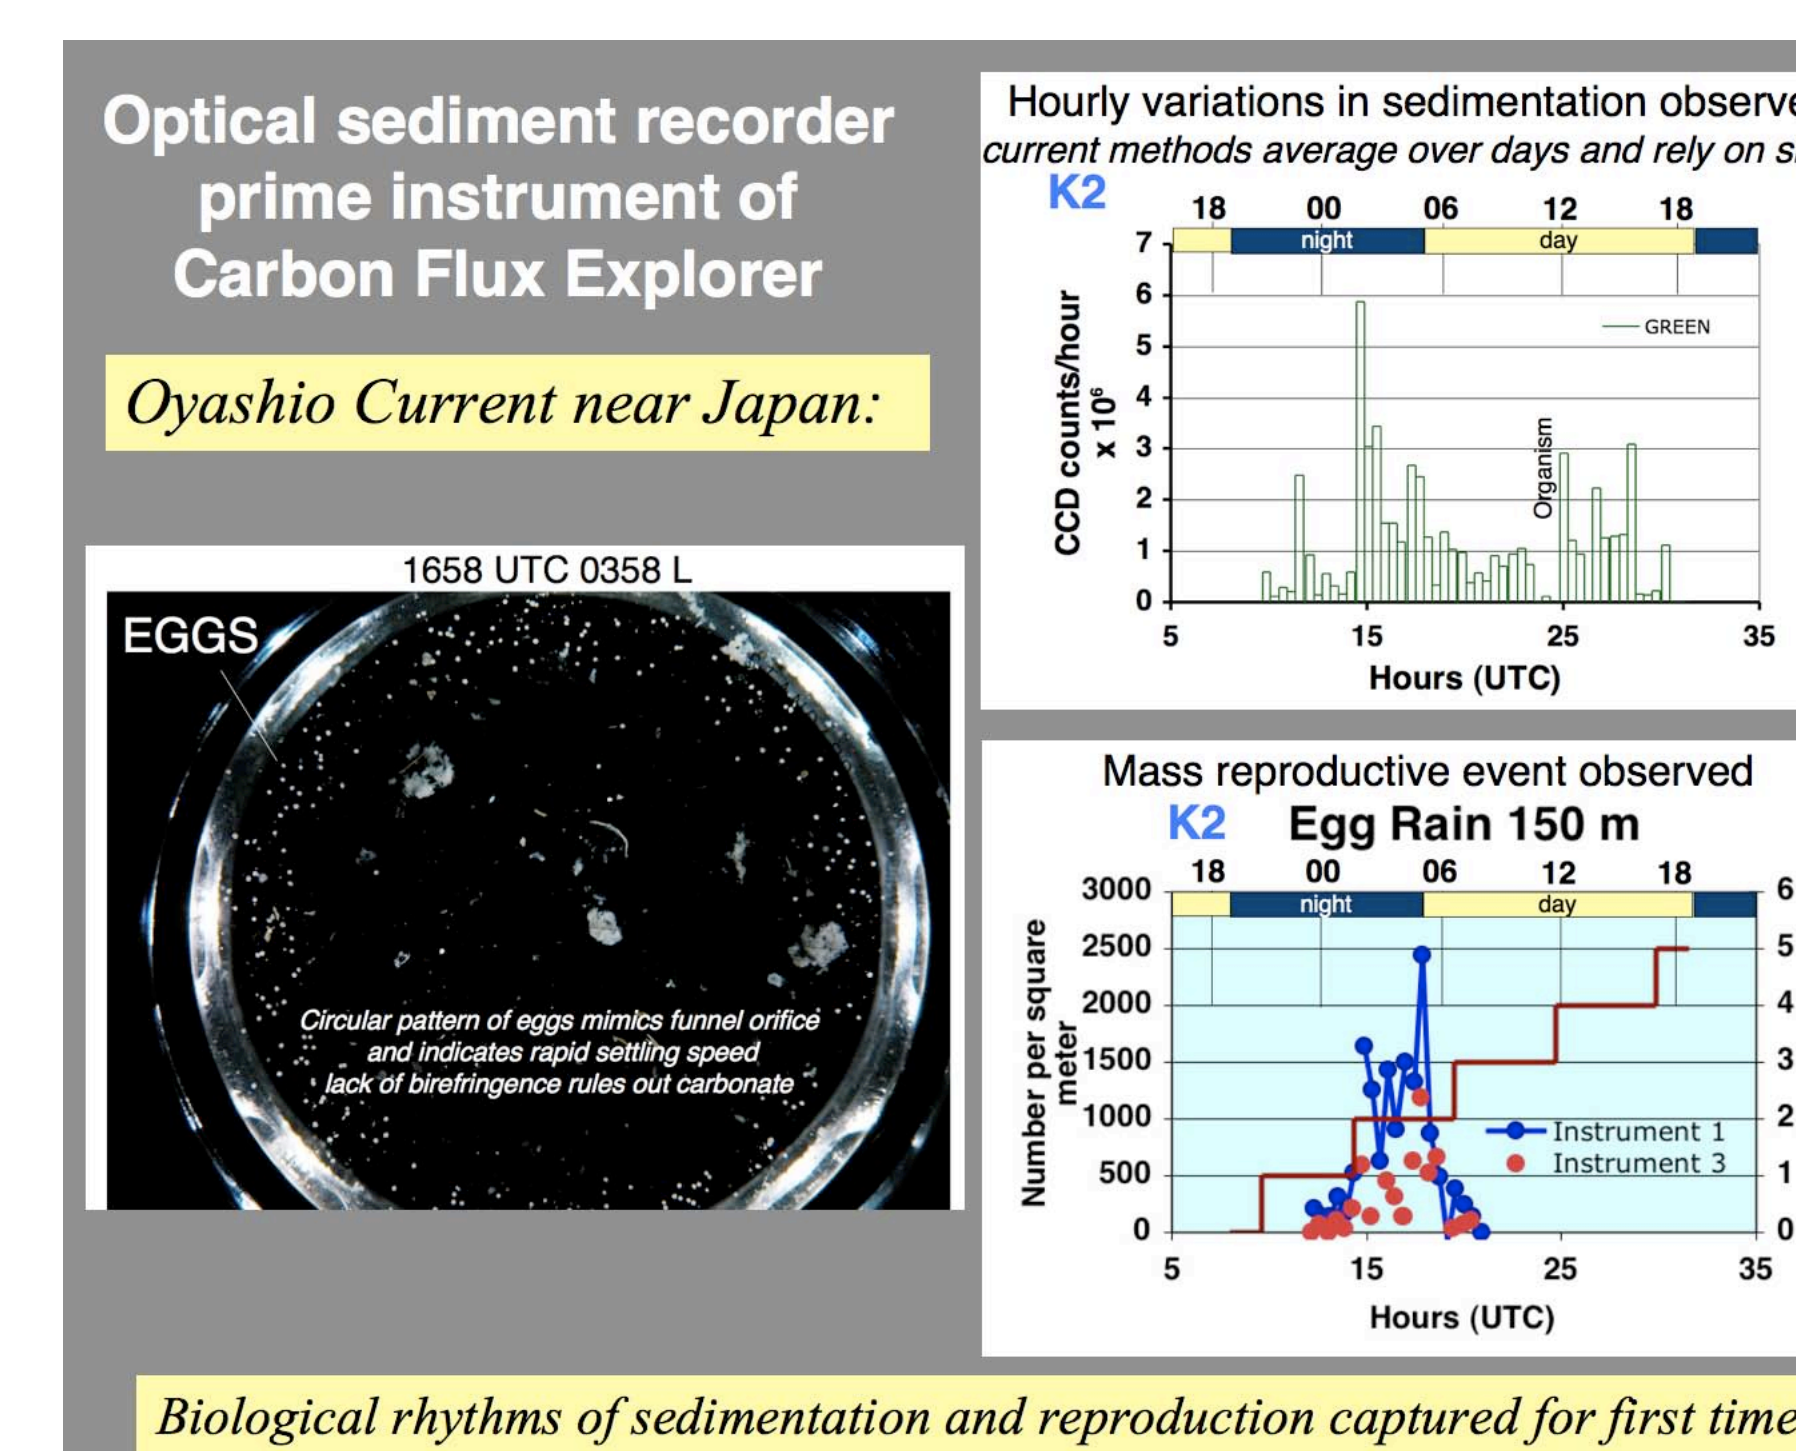 Optical sediment recorder
prime instrument of
Carbon Flux Explorer
Oyashio Current near Japan:
1658 UTC 0358 L
EGGS
Circular pattern of eggs mimics funnel orifice
and indicates rapid settling speed
lack of birefringence rules out carbonate
Hourly variations in sedimentation observe
current methods average over days and rely on s
K2
18 00 06 12 18
night day
7
6
5
4
3
2
1
0
CCD counts/hour
x 10⁶
GREEN
Organism
5 15 25 35
Hours (UTC)
Mass reproductive event observed
K2 Egg Rain 150 m
18 00 06 12 18
night day
3000 6
2500 5
2000 4
1500 3
1000 2
500 1
0 0
Number per square
meter
Instrument 1
Instrument 3
5 15 25 35
Hours (UTC)
Biological rhythms of sedimentation and reproduction captured for first time